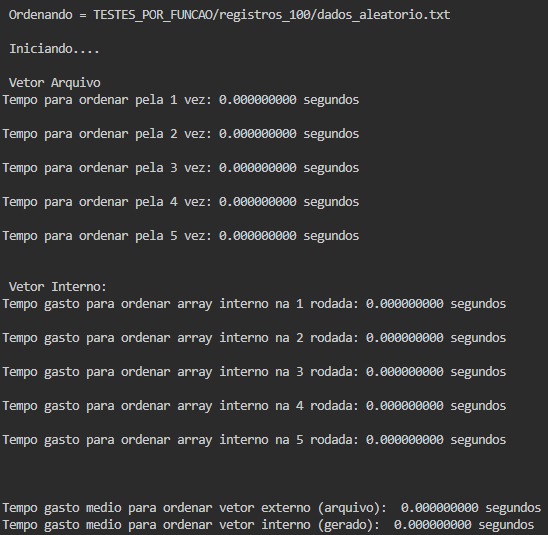 Ordenando = TESTES_POR_FUNCAO/registros_100/dados_aleatorio.txt
Iniciando....
Vetor Arquivo
Tempo para ordenar pela 1 vez: 0.000000000 segundos
Tempo para ordenar pela 2 vez: 0.000000000 segundos
Tempo para ordenar pela 3 vez: 0.000000000 segundos
Tempo para ordenar pela 4 vez: 0.000000000 segundos
Tempo para ordenar pela 5 vez: 0.000000000 segundos
Vetor Interno:
Tempo gasto para ordenar array interno na 1 rodada: 0.000000000 segundos
Tempo gasto para ordenar array interno na 2 rodada: 0.000000000 segundos
Tempo gasto para ordenar array interno na 3 rodada: 0.000000000 segundos
Tempo gasto para ordenar array interno na 4 rodada: 0.000000000 segundos
Tempo gasto para ordenar array interno na 5 rodada: 0.000000000 segundos
Tempo gasto medio para ordenar vetor externo (arquivo):  0.000000000 segundos
Tempo gasto medio para ordenar vetor interno (gerado):  0.000000000 segundos